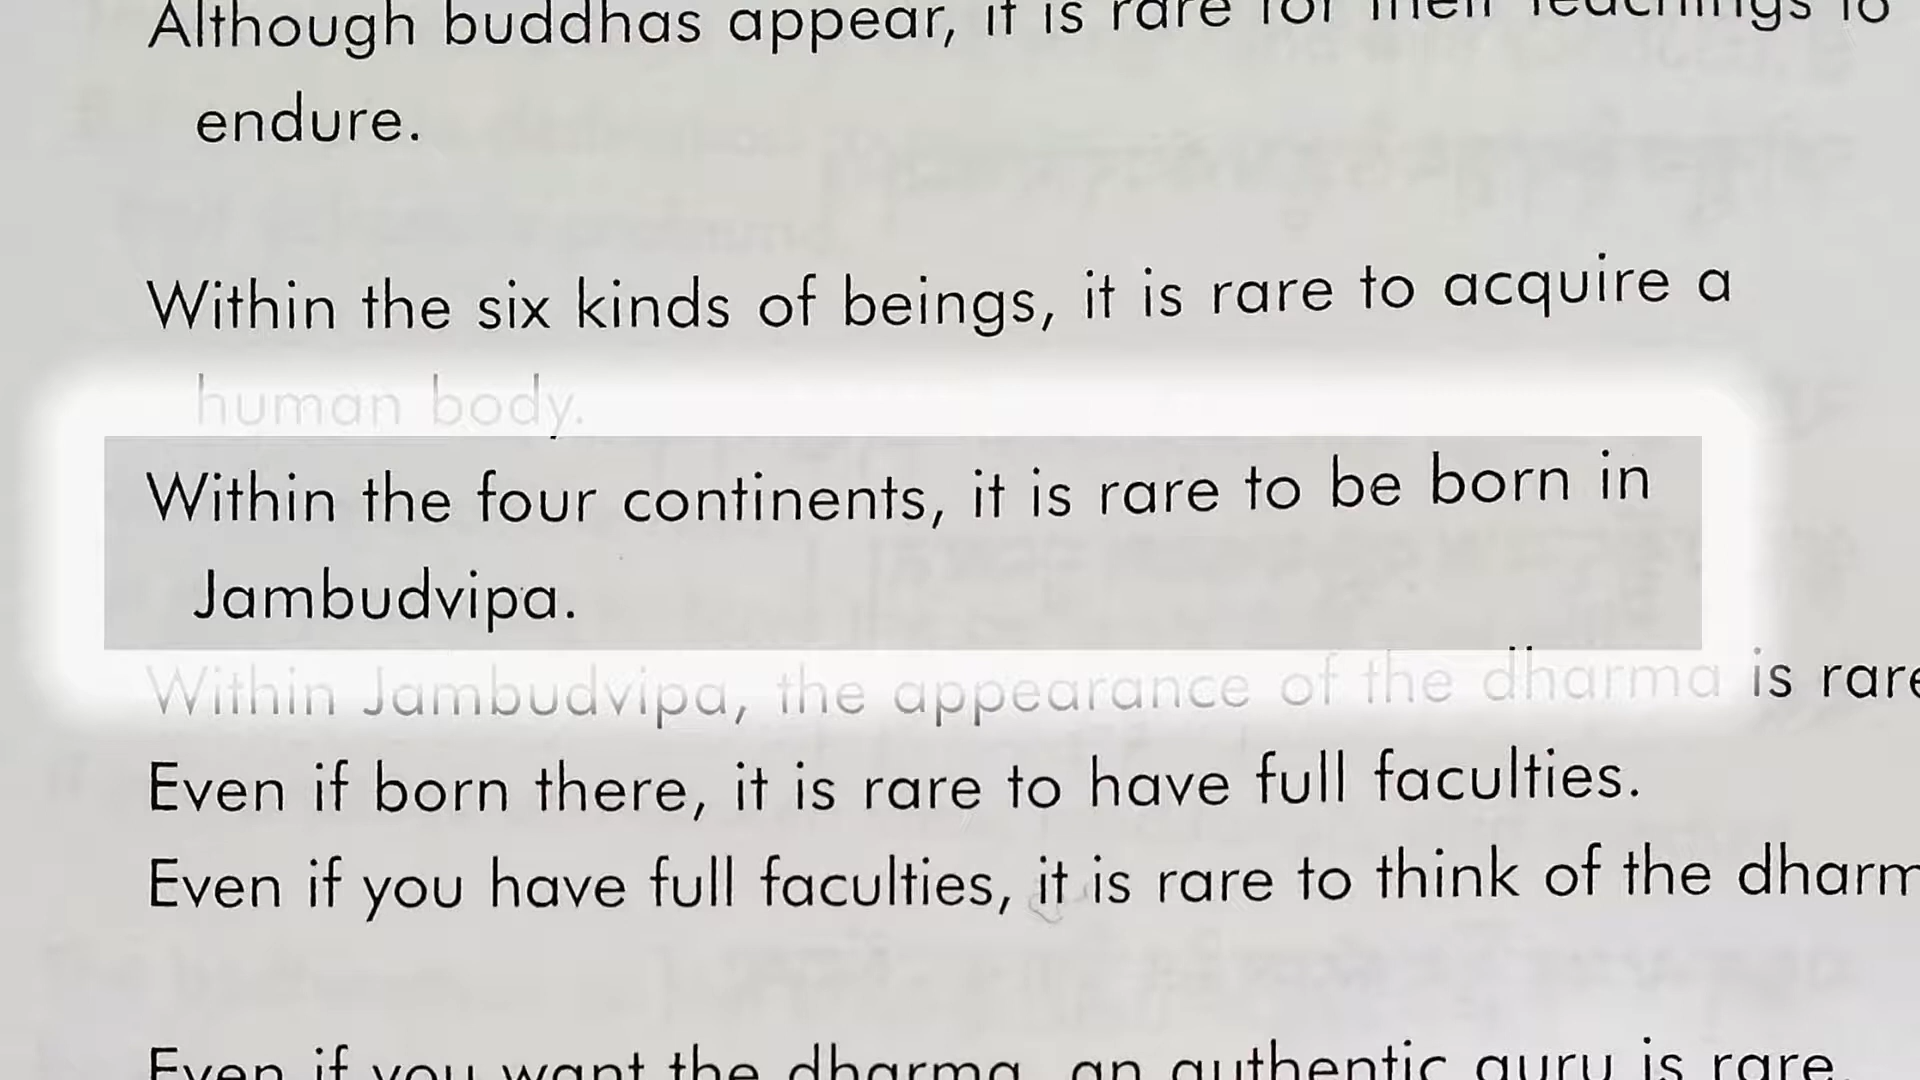 Although buddhas appear, it is rare for their teachings to
endure.
Within the six kinds of beings, it is rare to acquire a
human body.
Within the four continents, it is rare to be born in
Jambudvipa.
Within Jambudvipa, the appearance of the dharma is rare
Even if born there, it is rare to have full faculties.
Even if you have full faculties, it is rare to think of the dharm
Even if you want the dharma, an authentic guru is rare.